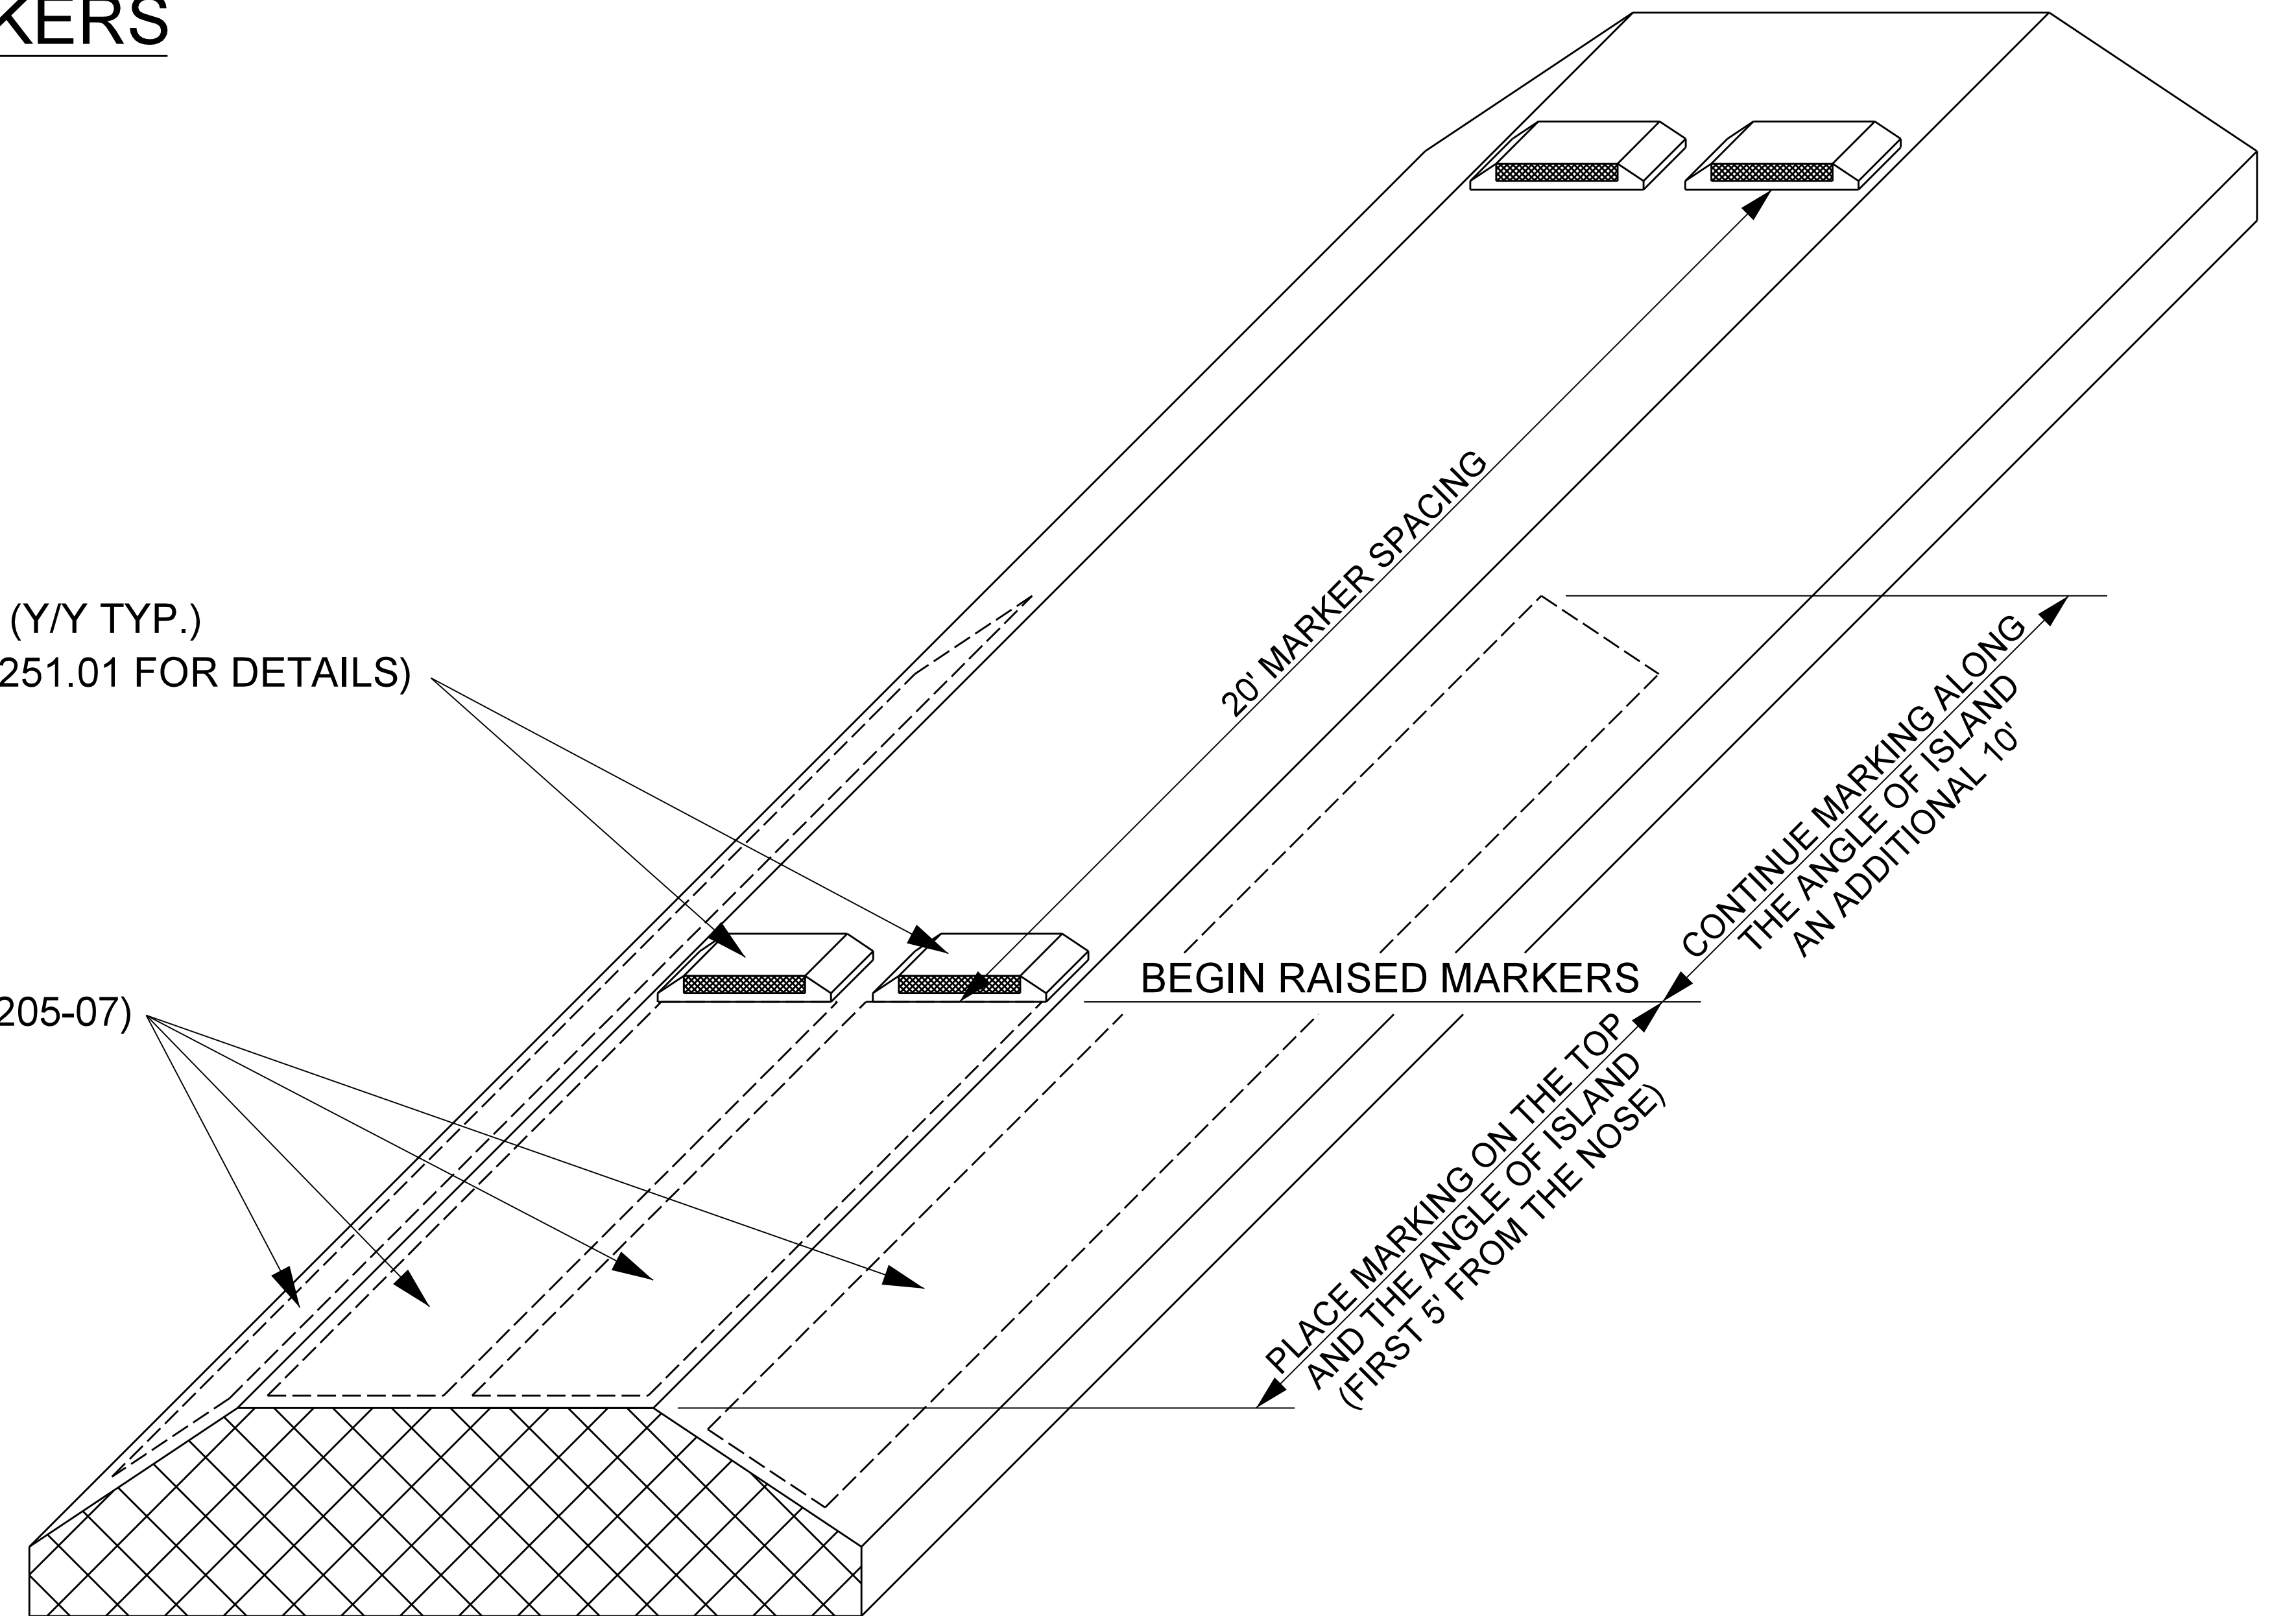 KERS
(Y/Y TYP.)
251.01 FOR DETAILS)
205-07)
20' MARKER SPACING
CONTINUE MARKING ALONG
THE ANGLE OF ISLAND
AN ADDITIONAL 10'
BEGIN RAISED MARKERS
PLACE MARKING ON THE TOP
AND THE ANGLE OF ISLAND
(FIRST 5' FROM THE NOSE)